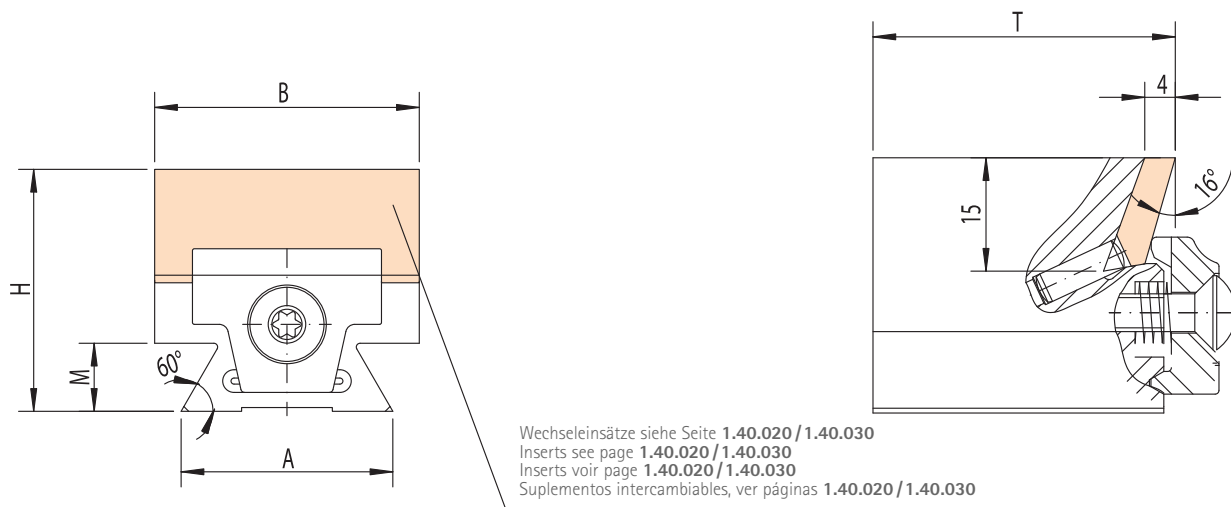 T
B
4
16°
15
H
M
60°
A
Wechseleinsätze siehe Seite 1.40.020 / 1.40.030
Inserts see page 1.40.020 / 1.40.030
Inserts voir page 1.40.020 / 1.40.030
Suplementos intercambiables, ver páginas 1.40.020 / 1.40.030